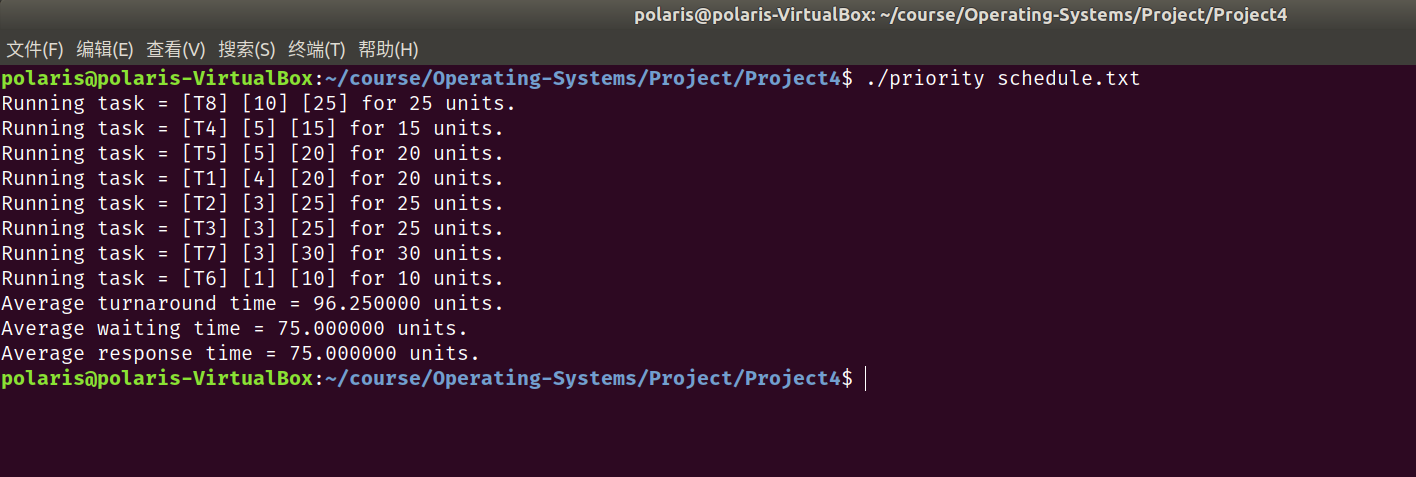 polaris@polaris-VirtualBox: ~/course/Operating-Systems/Project/Project4
文件(F) 编辑(E) 查看(V) 搜索(S) 终端(T) 帮助(H)
polaris@polaris-VirtualBox:~/course/Operating-Systems/Project/Project4$ ./priority schedule.txt
Running task = [T8] [10] [25] for 25 units.
Running task = [T4] [5] [15] for 15 units.
Running task = [T5] [5] [20] for 20 units.
Running task = [T1] [4] [20] for 20 units.
Running task = [T2] [3] [25] for 25 units.
Running task = [T3] [3] [25] for 25 units.
Running task = [T7] [3] [30] for 30 units.
Running task = [T6] [1] [10] for 10 units.
Average turnaround time = 96.250000 units.
Average waiting time = 75.000000 units.
Average response time = 75.000000 units.
polaris@polaris-VirtualBox:~/course/Operating-Systems/Project/Project4$